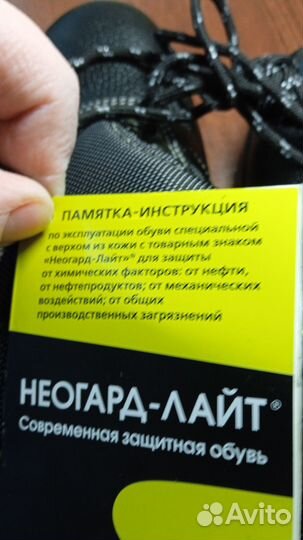 ПАМЯТКА-ИНСТРУКЦИЯ
по эксплуатации обуви специальной
с верхом из кожи с товарным знаком
«Неогард-Лайт»® для защиты
от химических факторов: от нефти,
от нефтепродуктов; от механических
воздействий; от общих
производственных загрязнений
НЕОГАРД-ЛАЙТ®
Современная защитная обувь
Avito